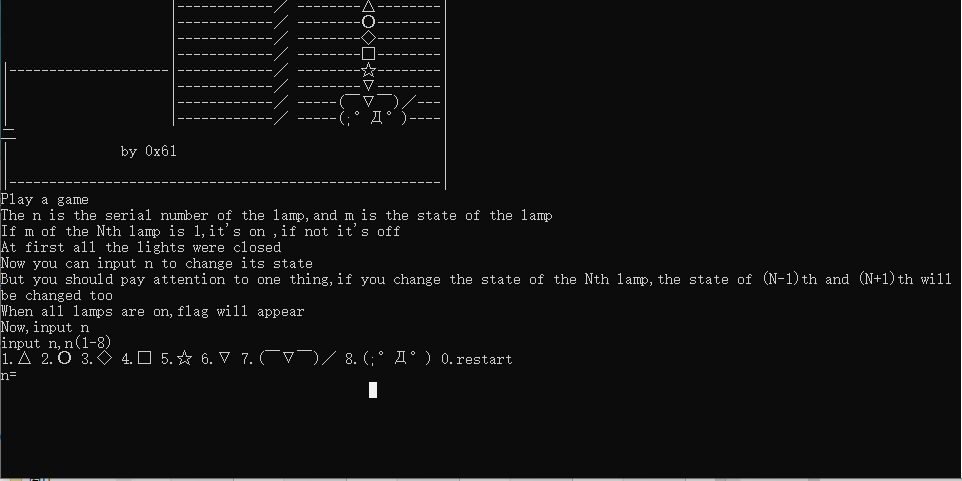 |------------／ -------△-------|
|------------／ -------○-------|
|------------／ -------◇-------|
|------------／ -------□-------|
|--------------------|------------／ -------☆-------|
|------------／ -------▽-------|
|------------／ -----(￣▽￣)／---|
|------------／ -----(;° Д °)----|
by 0x61
|------------------------------------------------------|
Play a game
The n is the serial number of the lamp,and m is the state of the lamp
If m of the Nth lamp is 1,it's on ,if not it's off
At first all the lights were closed
Now you can input n to change its state
But you should pay attention to one thing,if you change the state of the Nth lamp,the state of (N-1)th and (N+1)th will
be changed too
When all lamps are on,flag will appear
Now,input n
input n,n(1-8)
1.△ 2.○ 3.◇ 4.□ 5.☆ 6.▽ 7.(￣▽￣)／ 8.(;° Д °) 0.restart
n=